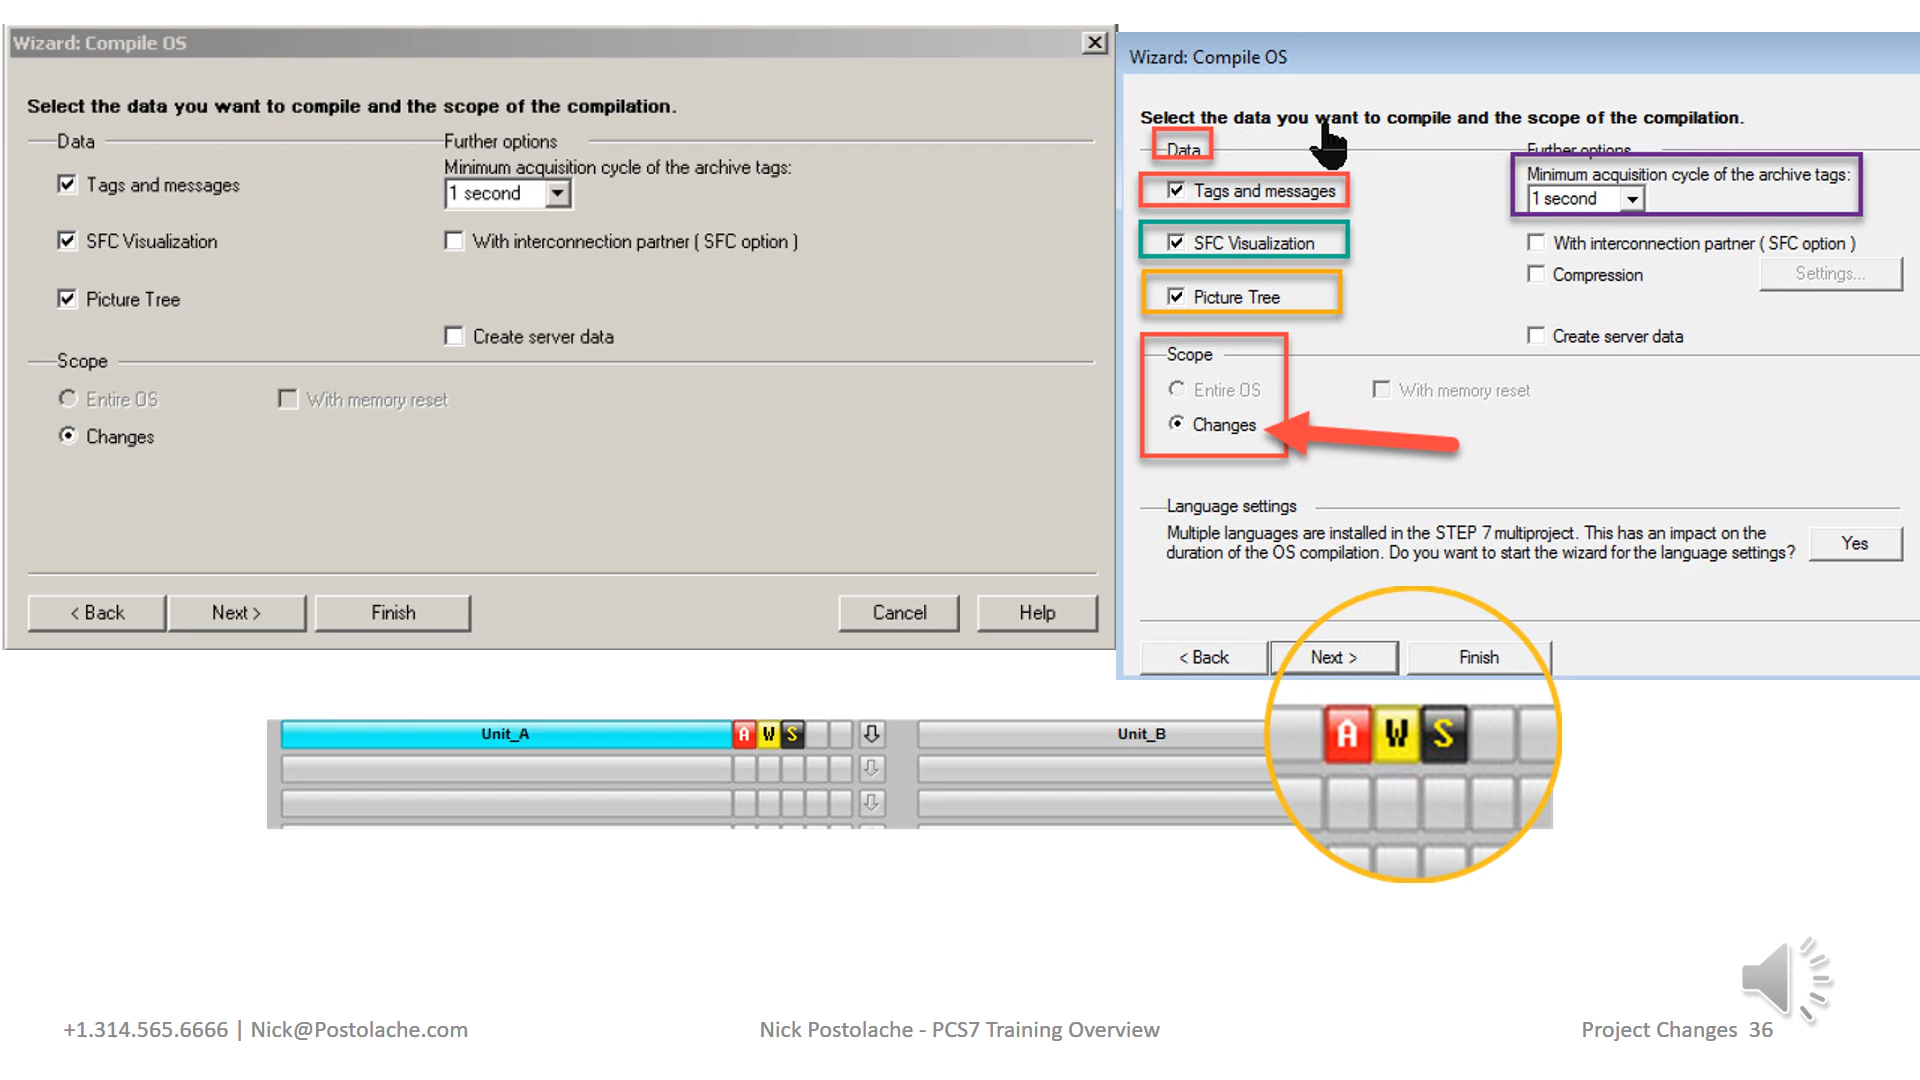 Wizard: Compile OS
Select the data you want to compile and the scope of the compilation.
Data
Further options
Minimum acquisition cycle of the archive tags:
Tags and messages
1 second
SFC Visualization
With interconnection partner ( SFC option )
Picture Tree
Create server data
Scope
Entire OS
With memory reset
Changes
< Back
Next >
Finish
Cancel
Help
Wizard: Compile OS
Select the data you want to compile and the scope of the compilation.
Data
Further options
Minimum acquisition cycle of the archive tags:
Tags and messages
1 second
SFC Visualization
With interconnection partner ( SFC option )
Compression
Settings...
Picture Tree
Create server data
Scope
Entire OS
With memory reset
Changes
Language settings
Multiple languages are installed in the STEP 7 multiproject. This has an impact on the
duration of the OS compilation. Do you want to start the wizard for the language settings?
Yes
< Back
Next >
Finish
Unit_A
A W S
Unit_B
A W S
+1.314.565.6666 | Nick@Postolache.com
Nick Postolache - PCS7 Training Overview
Project Changes 36